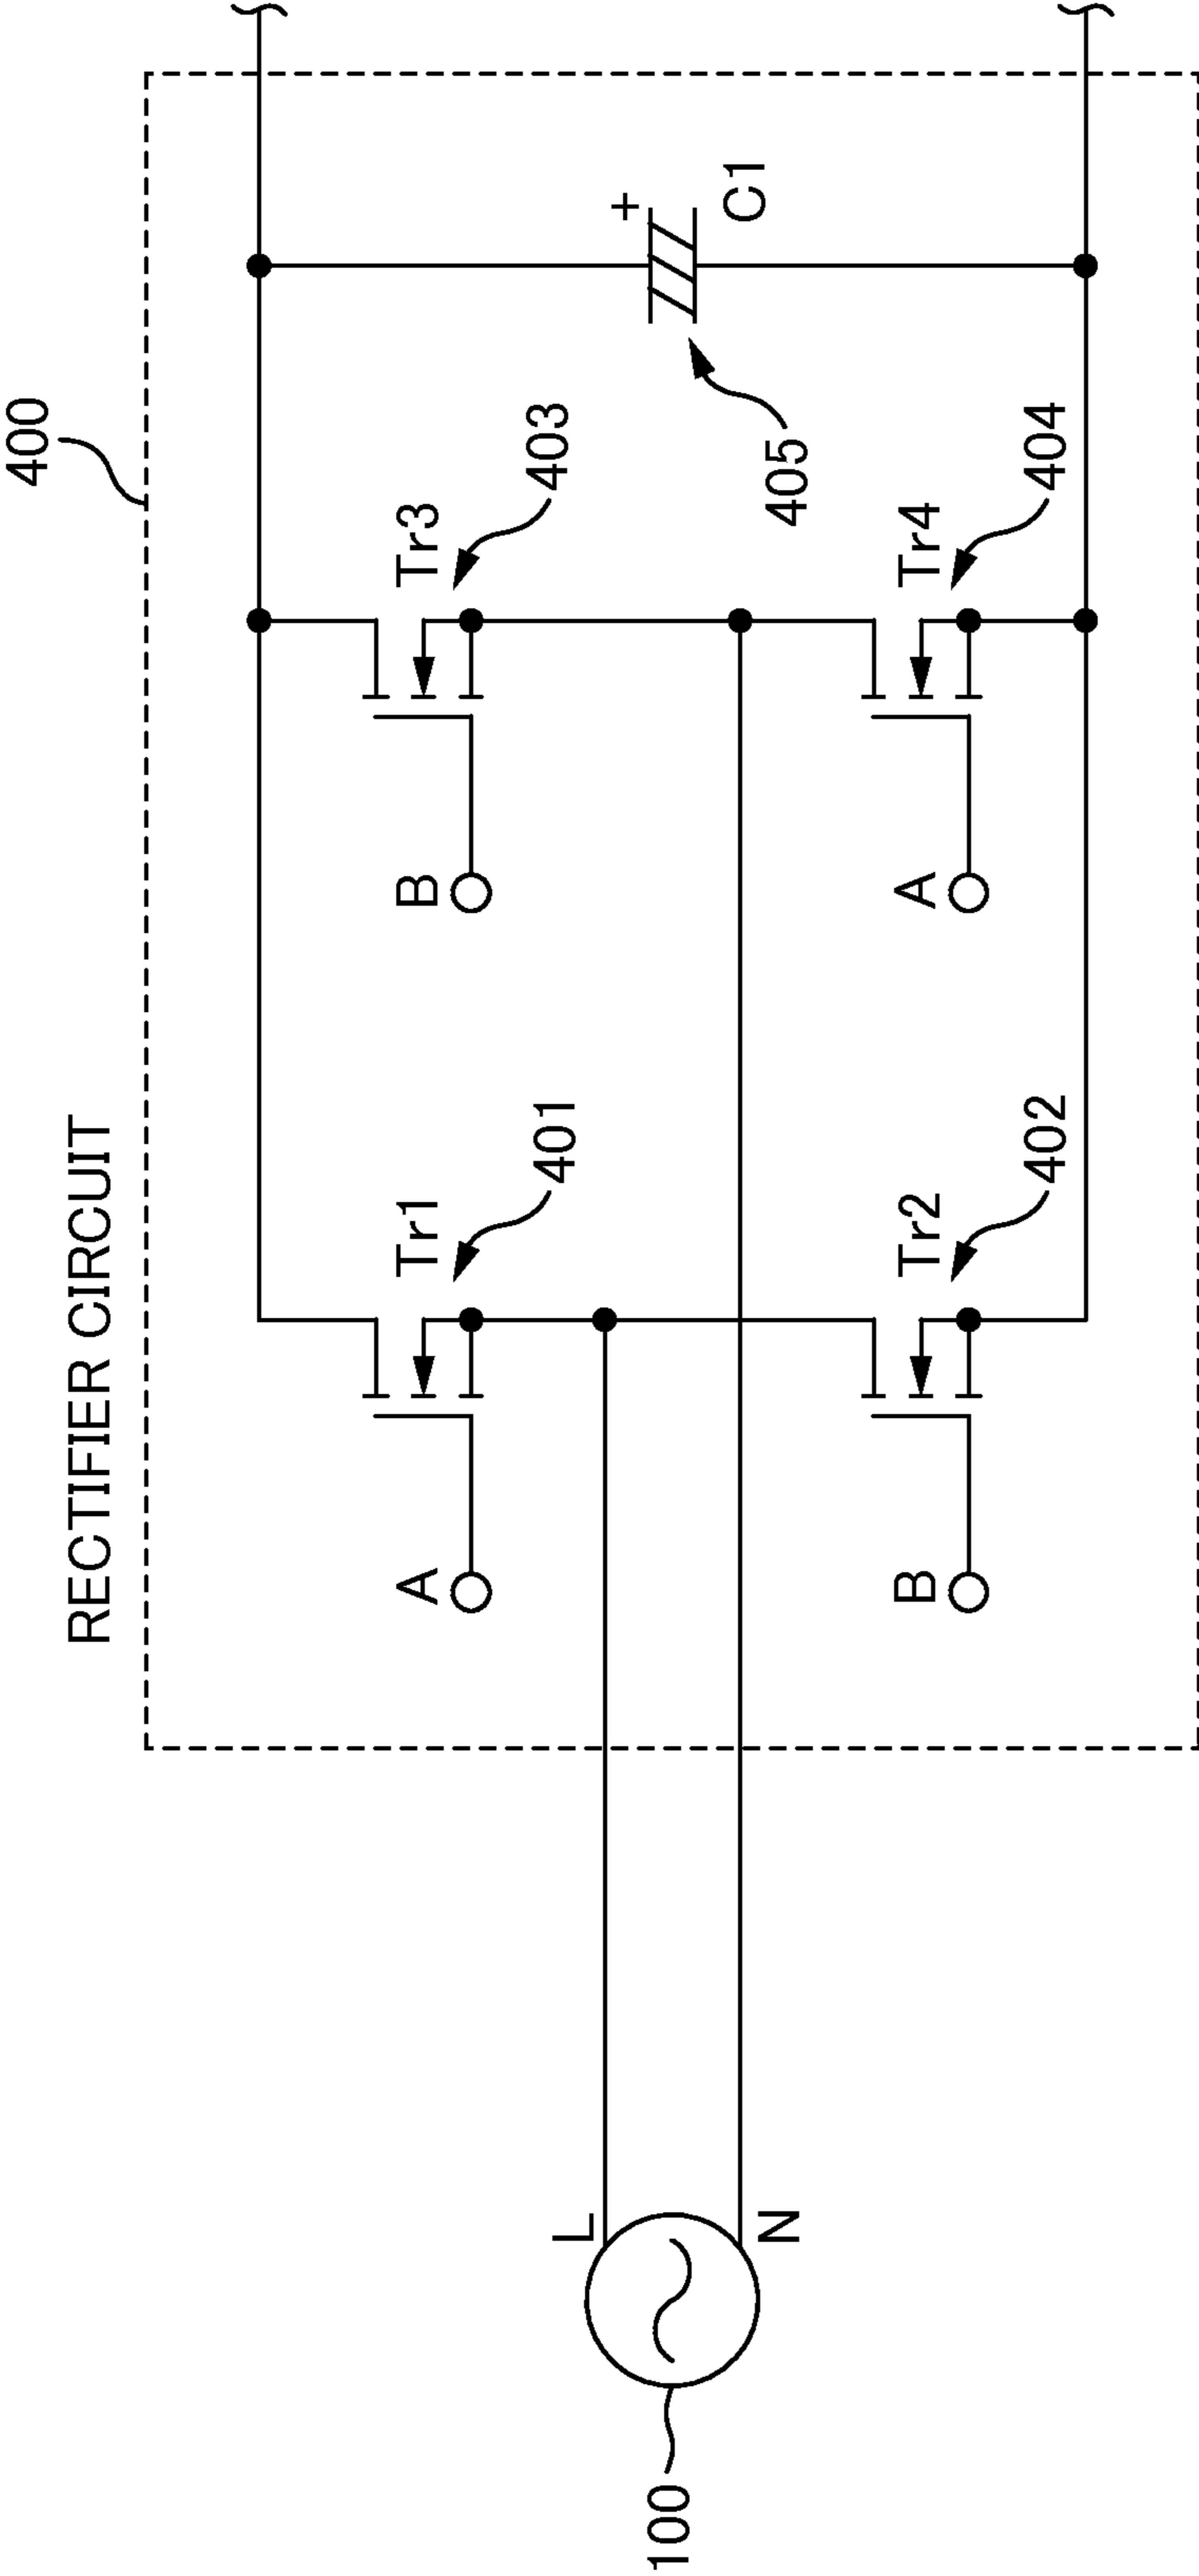 RECTIFIER CIRCUIT
400
Tr1
401
A
Tr3
403
B
+
C1
405
L
N
100
Tr2
402
B
Tr4
404
A